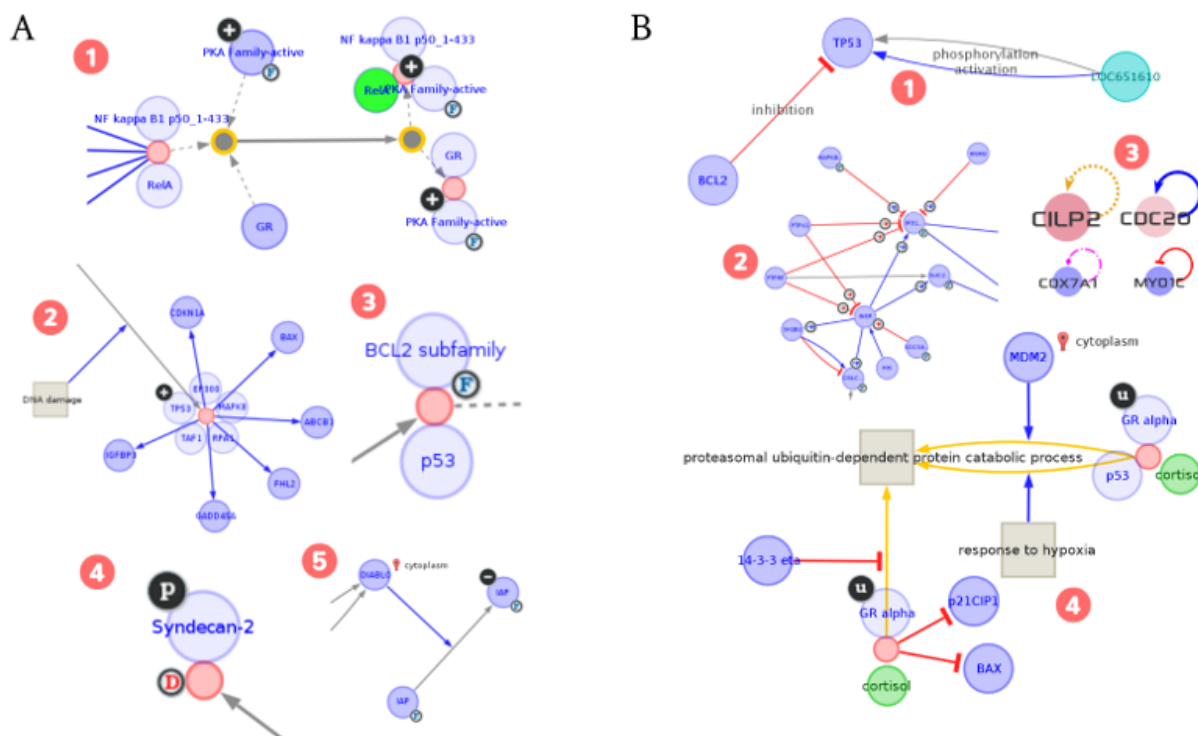 A
B
1
+
PKA Family-active
F
NF kappa B1 p50_1-433
+
RelA
PKA Family-active
F
NF kappa B1 p50_1-433
RelA
GR
GR
+
PKA Family-active
F
2
DNA damage
+
CDKN1A
BAX
EP300
TP53
MAPK8
TAF1
RPA1
ABCB1
IGFBP3
FHL2
GADD45A
3
BCL2 subfamily
F
p53
4
P
Syndecan-2
D
5
DIABLO
cytoplasm
–
IAP
F
IAP
F
TP53
phosphorylation
activation
LOC651610
1
inhibition
BCL2
2
3
CILP2
CDC20
COX7A1
MYO1E
MDM2
cytoplasm
u
GR alpha
proteasomal ubiquitin-dependent protein catabolic process
p53
cortisol
14-3-3 eta
response to hypoxia
4
u
GR alpha
p21CIP1
BAX
cortisol